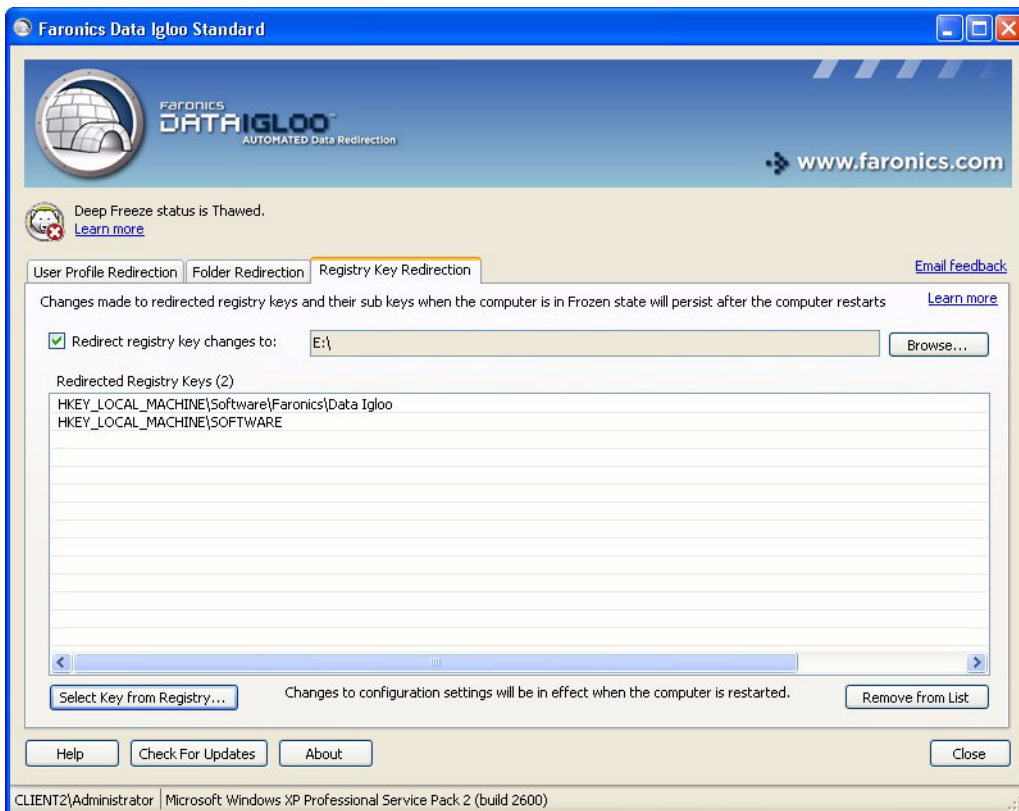 Faronics Data Igloo Standard
Faronics
DATAIGLOO™
AUTOMATED Data Redirection
www.faronics.com
Deep Freeze status is Thawed.
Learn more
User Profile Redirection Folder Redirection Registry Key Redirection Email feedback
Changes made to redirected registry keys and their sub keys when the computer is in Frozen state will persist after the computer restarts Learn more
Redirect registry key changes to: E:\ Browse...
Redirected Registry Keys (2)
HKEY_LOCAL_MACHINE\Software\Faronics\Data Igloo
HKEY_LOCAL_MACHINE\SOFTWARE
Select Key from Registry... Changes to configuration settings will be in effect when the computer is restarted. Remove from List
Help Check For Updates About Close
CLIENT2\Administrator Microsoft Windows XP Professional Service Pack 2 (build 2600)